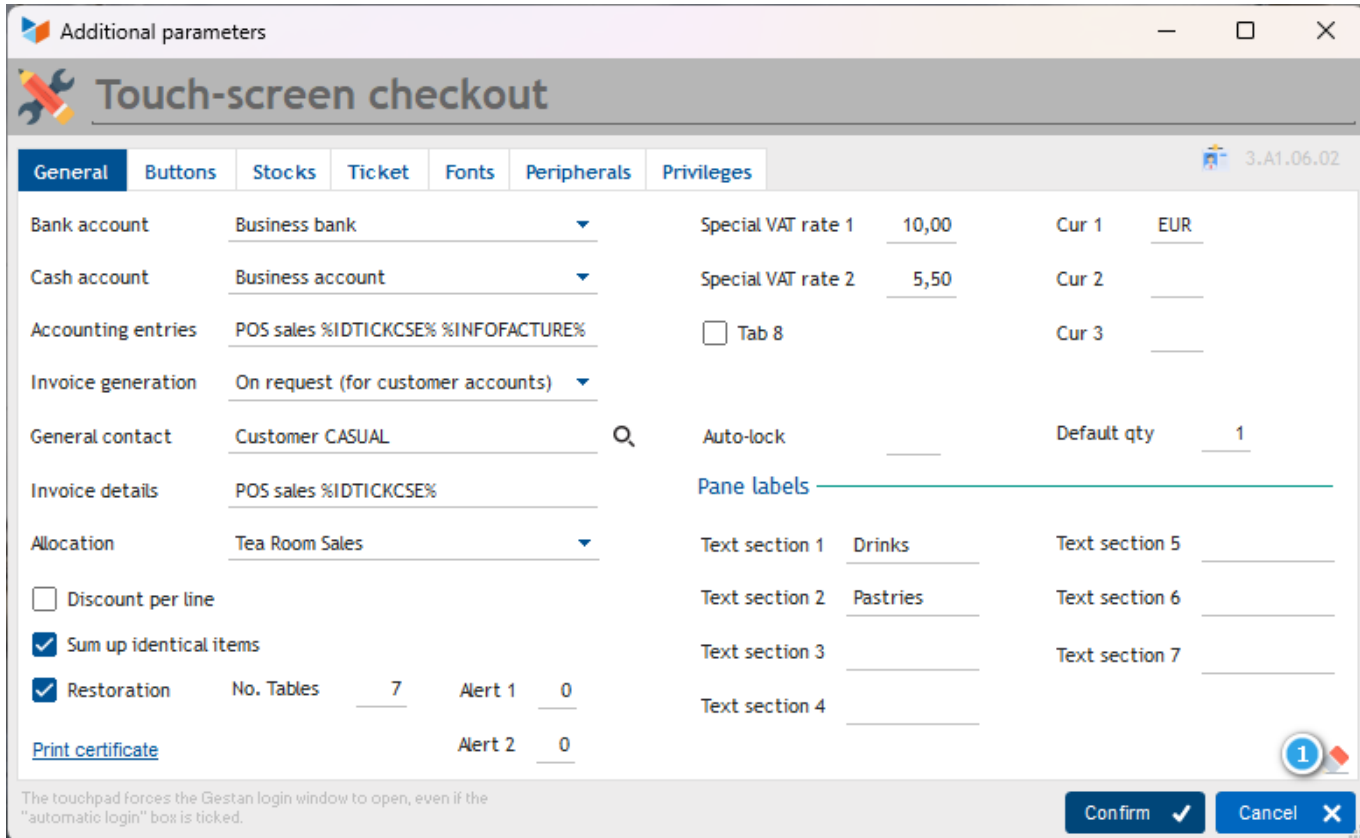 Additional parameters
Touch-screen checkout
General Buttons Stocks Ticket Fonts Peripherals Privileges 3.A1.06.02
Bank account Business bank Special VAT rate 1 10,00 Cur 1 EUR
Cash account Business account Special VAT rate 2 5,50 Cur 2
Accounting entries POS sales %IDTICKCSE% %INFOFACTURE% Tab 8 Cur 3
Invoice generation On request (for customer accounts)
General contact Customer CASUAL Auto-lock Default qty 1
Invoice details POS sales %IDTICKCSE% Pane labels
Allocation Tea Room Sales Text section 1 Drinks Text section 5
Discount per line Text section 2 Pastries Text section 6
Sum up identical items Text section 3 Text section 7
Restoration No. Tables 7 Alert 1 0 Text section 4
Print certificate Alert 2 0 1
The touchpad forces the Gestan login window to open, even if the
"automatic login" box is ticked.
Confirm Cancel